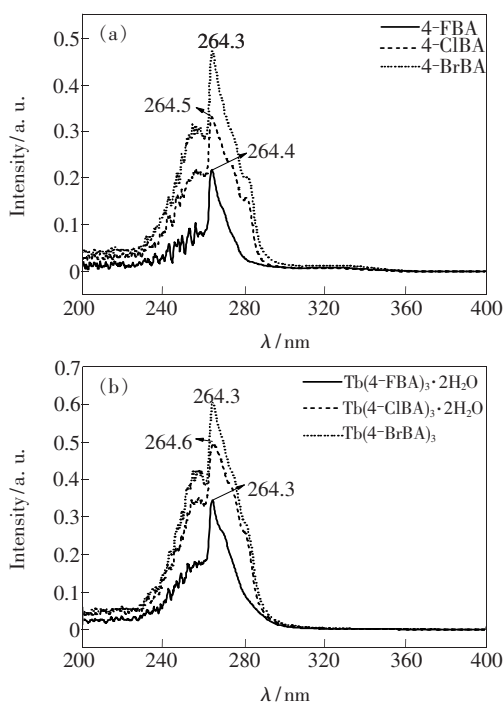 (a)
264.3
4-FBA
4-ClBA
4-BrBA
264.5
264.4
Intensity/a. u.
0.5
0.4
0.3
0.2
0.1
0
200 240 280 320 360 400
λ/nm
(b)
264.3
Tb(4-FBA)₃·2H₂O
Tb(4-ClBA)₃·2H₂O
Tb(4-BrBA)₃
264.6
264.3
Intensity/a. u.
0.7
0.6
0.5
0.4
0.3
0.2
0.1
0
200 240 280 320 360 400
λ/nm